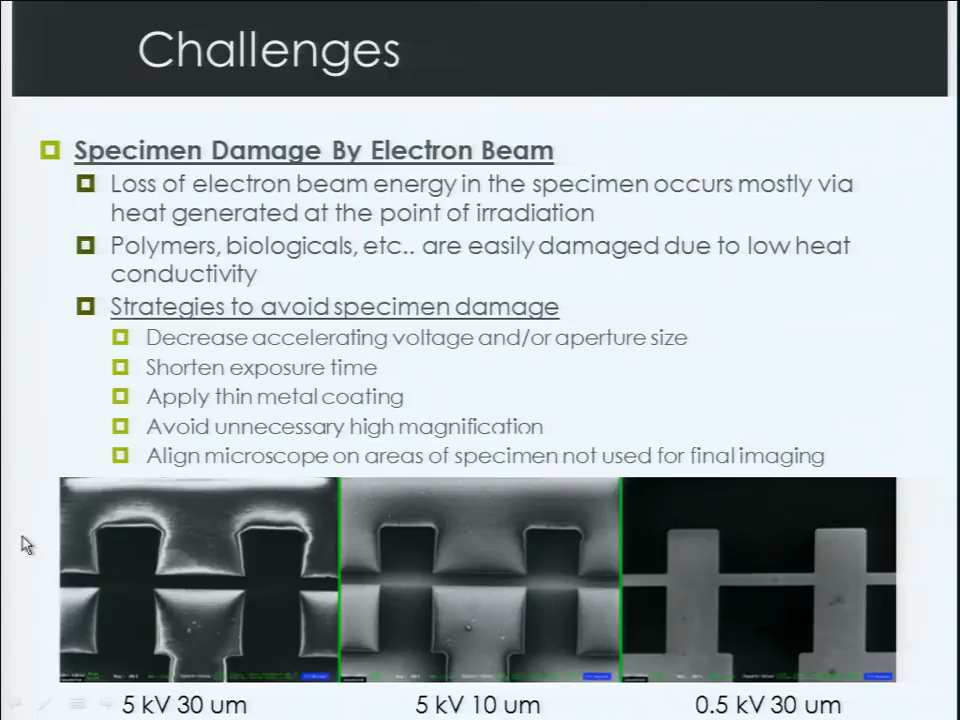 Challenges
Specimen Damage By Electron Beam
Loss of electron beam energy in the specimen occurs mostly via
heat generated at the point of irradiation
Polymers, biologicals, etc.. are easily damaged due to low heat
conductivity
Strategies to avoid specimen damage
Decrease accelerating voltage and/or aperture size
Shorten exposure time
Apply thin metal coating
Avoid unnecessary high magnification
Align microscope on areas of specimen not used for final imaging
5 kV 30 um
5 kV 10 um
0.5 kV 30 um